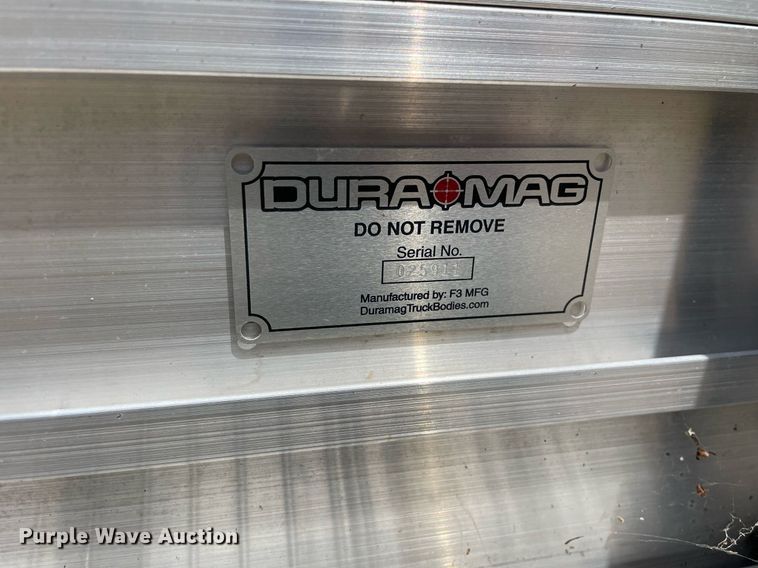 DURAMAG
DO NOT REMOVE
Serial No.
Manufactured by: F3 MFG
DuramagTruckBodies.com
Purple Wave Auction